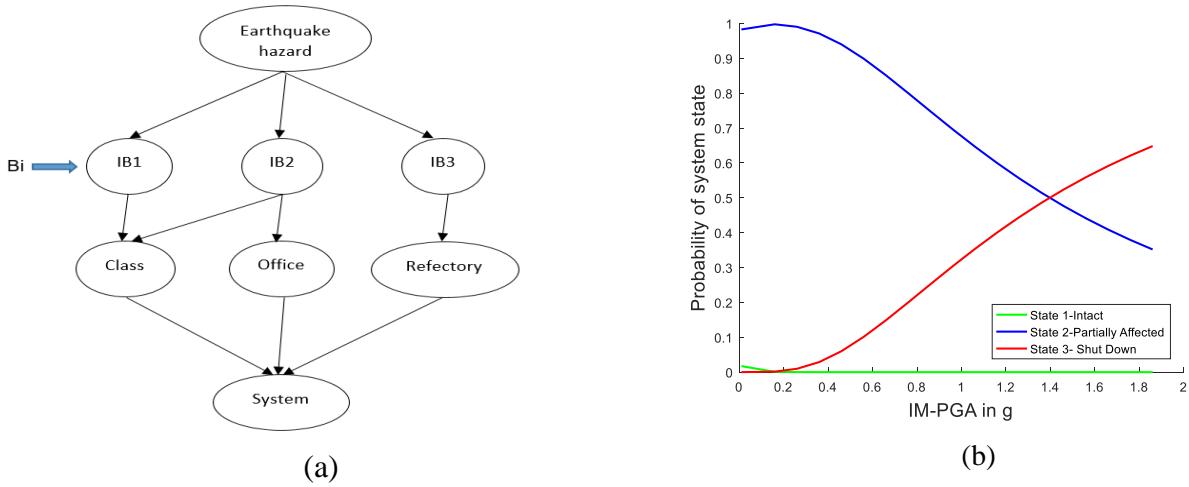 Earthquake
hazard
Bi
IB1
IB2
IB3
Class
Office
Refectory
System
(a)
Probability of system state
1
0.9
0.8
0.7
0.6
0.5
0.4
0.3
0.2
0.1
0
0
0.2
0.4
0.6
0.8
1
1.2
1.4
1.6
1.8
2
State 1-Intact
State 2-Partially Affected
State 3- Shut Down
IM-PGA in g
(b)